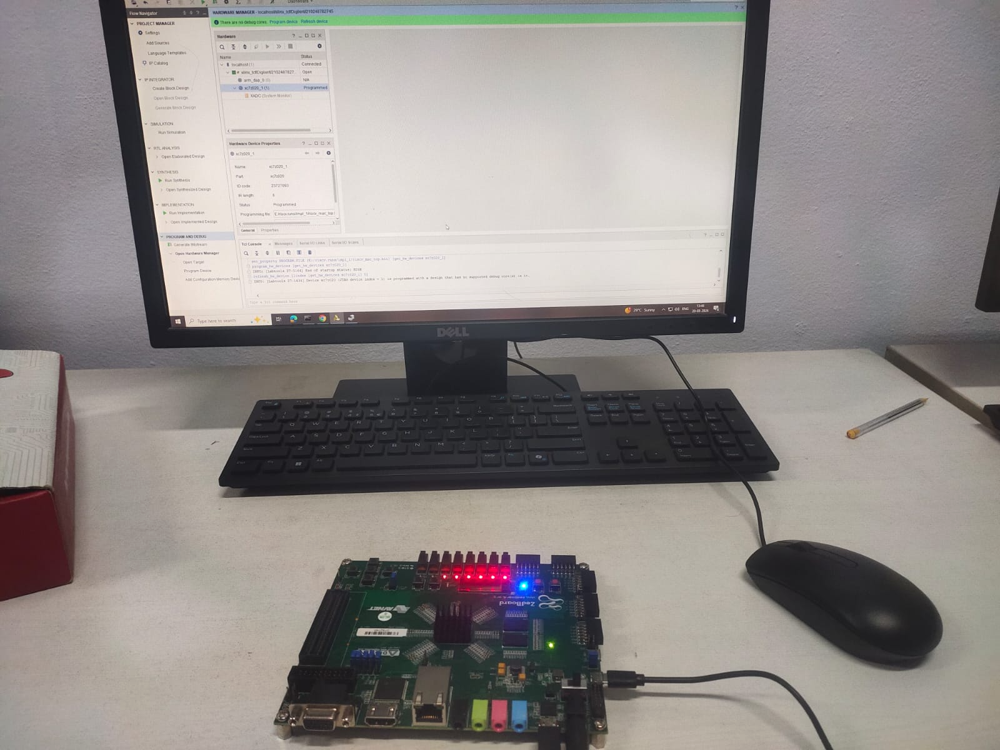 Flow Navigator
PROJECT MANAGER
Settings
Add Sources
Language Templates
IP Catalog
IP INTEGRATOR
Create Block Design
Open Block Design
Generate Block Design
SIMULATION
Run Simulation
RTL ANALYSIS
Open Elaborated Design
SYNTHESIS
Run Synthesis
Open Synthesized Design
IMPLEMENTATION
Run Implementation
Open Implemented Design
PROGRAM AND DEBUG
Generate Bitstream
Open Hardware Manager
Open Target
Program Device
Add Configuration Memory Devic
Dashboard
HARDWARE MANAGER - localhost/xilinx_tcf/Digilent/210248782745
There are no debug cores. Program device Refresh device
Hardware
Name Status
localhost (1) Connected
xilinx_tcf/Digilent/2102487827... Open
arm_dap_0 (0) N/A
xc7z020_1 (1) Programmed
XADC (System Monitor)
Hardware Device Properties
xc7z020_1
Name: xc7z020_1
Part: xc7z020
ID code: 23727093
IR length: 6
Status: Programmed
Programming file: E:/riscv.runs/impl_1/riscv_mac_top.
General Properties
Tcl Console Messages Serial I/O Links Serial I/O Scans
set_property PROGRAM.FILE {E:/riscv.runs/impl_1/riscv_mac_top.bit} [get_hw_devices xc7z020_1]
program_hw_devices [get_hw_devices xc7z020_1]
INFO: [Labtools 27-3164] End of startup status: HIGH
refresh_hw_device [lindex [get_hw_devices xc7z020_1] 0]
INFO: [Labtools 27-1434] Device xc7z020 (JTAG device index = 1) is programmed with a design that has no supported debug core(s) in it.
Type a Tcl command here
Type here to search
29°C Sunny
ENG
13:48
20-03-2026
DELL
ZedBoard
AVNET